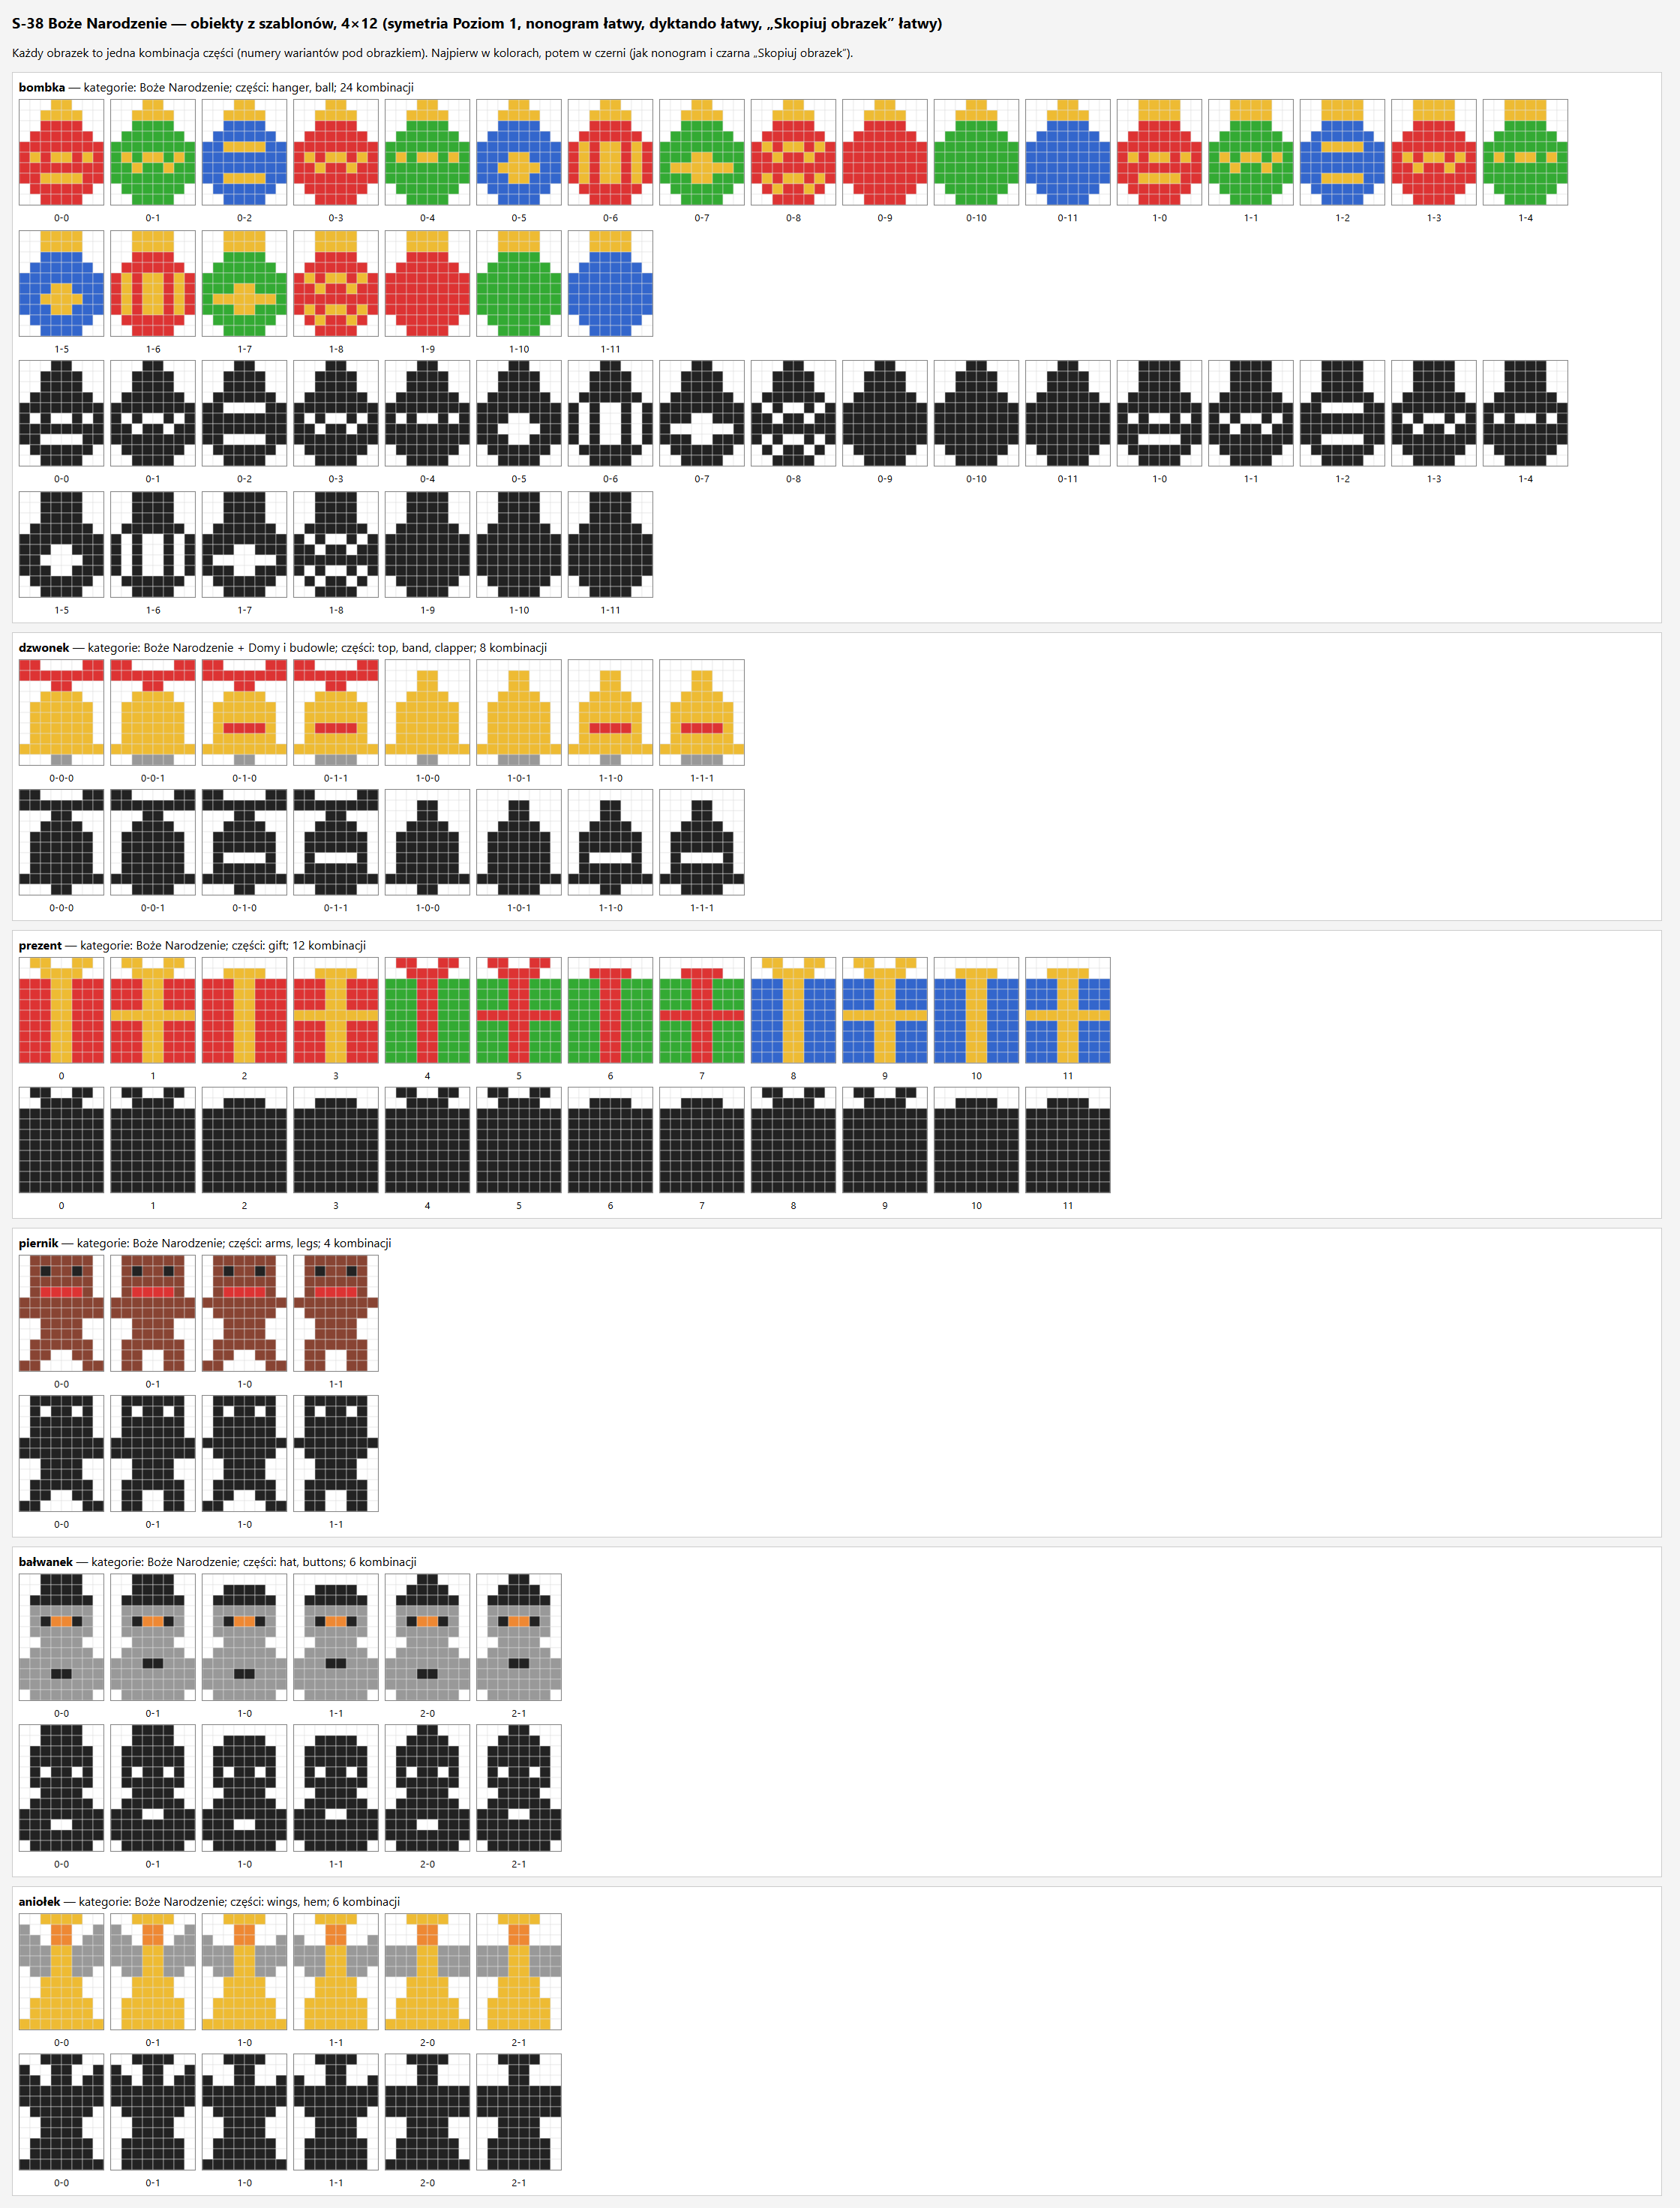 S-38 Boże Narodzenie — obiekty z szablonów, 4×12 (symetria Poziom 1, nonogram łatwy, dyktando łatwy, „Skopiuj obrazek” łatwy)
Każdy obrazek to jedna kombinacja części (numery wariantów pod obrazkiem). Najpierw w kolorach, potem w czerni (jak nonogram i czarna „Skopiuj obrazek”).
bombka — kategorie: Boże Narodzenie; części: hanger, ball; 24 kombinacji
0-0 0-1 0-2 0-3 0-4 0-5 0-6 0-7 0-8 0-9 0-10 0-11 1-0 1-1 1-2 1-3 1-4
1-5 1-6 1-7 1-8 1-9 1-10 1-11
0-0 0-1 0-2 0-3 0-4 0-5 0-6 0-7 0-8 0-9 0-10 0-11 1-0 1-1 1-2 1-3 1-4
1-5 1-6 1-7 1-8 1-9 1-10 1-11
dzwonek — kategorie: Boże Narodzenie + Domy i budowle; części: top, band, clapper; 8 kombinacji
0-0-0 0-0-1 0-1-0 0-1-1 1-0-0 1-0-1 1-1-0 1-1-1
0-0-0 0-0-1 0-1-0 0-1-1 1-0-0 1-0-1 1-1-0 1-1-1
prezent — kategorie: Boże Narodzenie; części: gift; 12 kombinacji
0 1 2 3 4 5 6 7 8 9 10 11
0 1 2 3 4 5 6 7 8 9 10 11
piernik — kategorie: Boże Narodzenie; części: arms, legs; 4 kombinacji
0-0 0-1 1-0 1-1
0-0 0-1 1-0 1-1
bałwanek — kategorie: Boże Narodzenie; części: hat, buttons; 6 kombinacji
0-0 0-1 1-0 1-1 2-0 2-1
0-0 0-1 1-0 1-1 2-0 2-1
aniołek — kategorie: Boże Narodzenie; części: wings, hem; 6 kombinacji
0-0 0-1 1-0 1-1 2-0 2-1
0-0 0-1 1-0 1-1 2-0 2-1